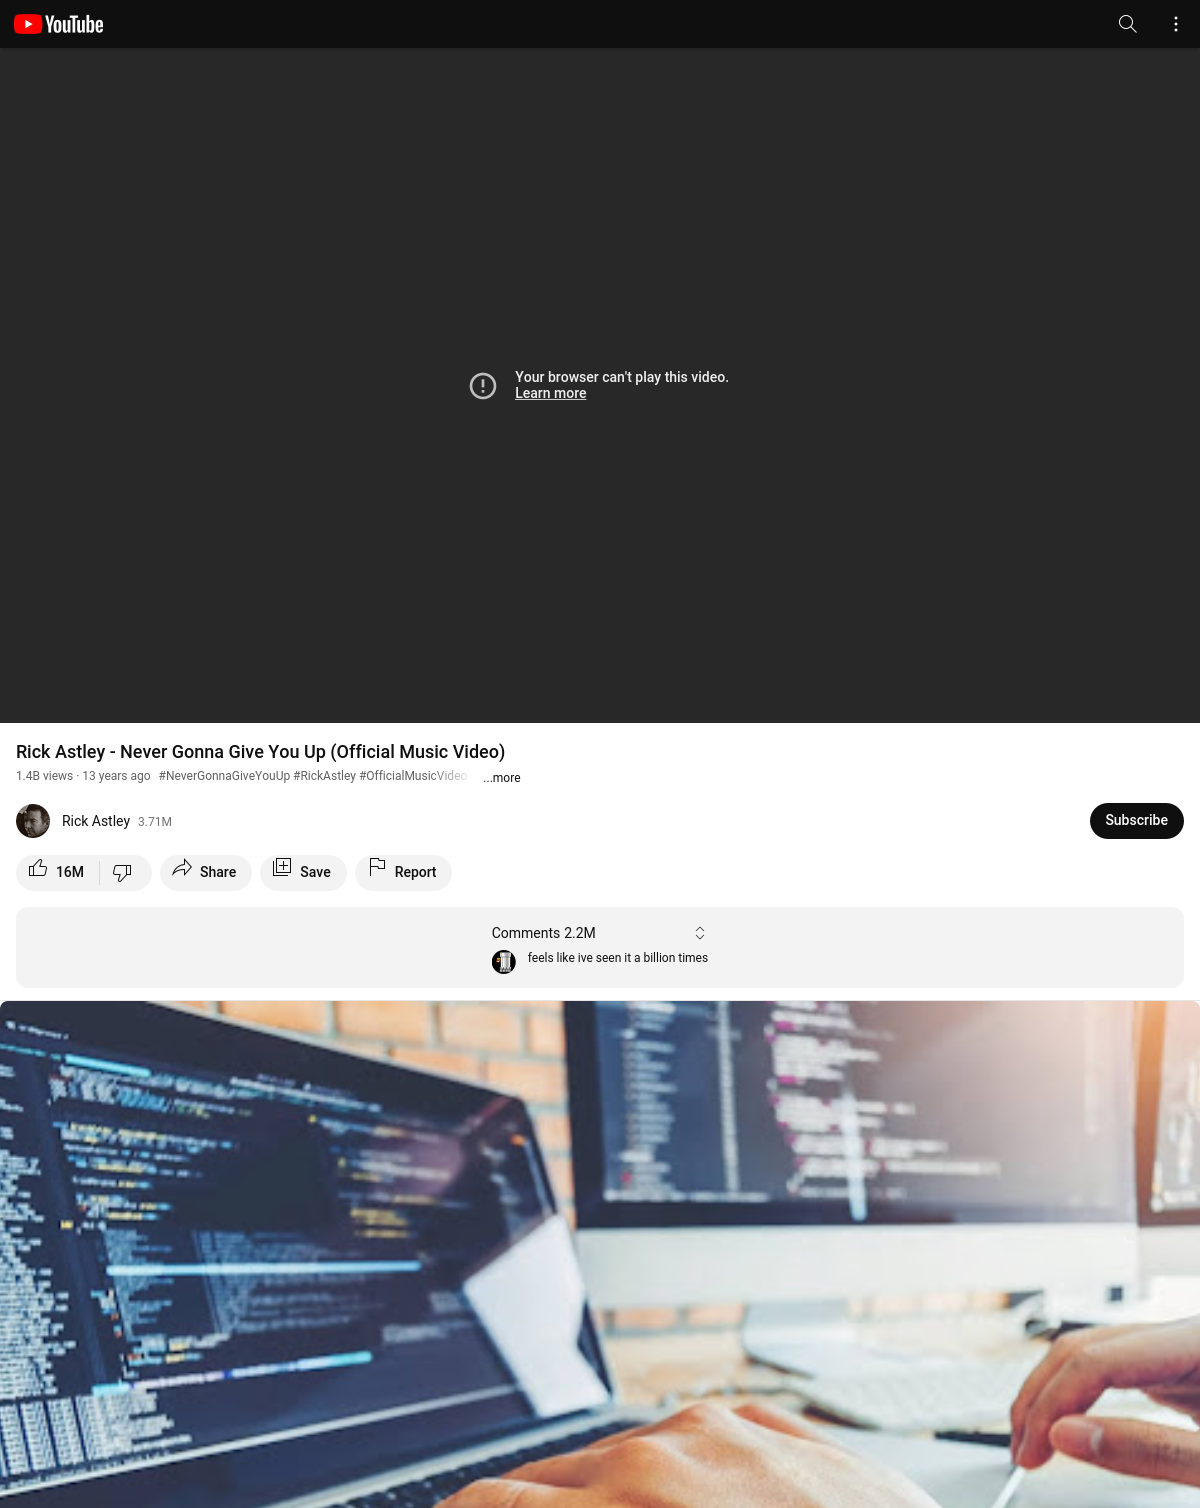 YouTube
Your browser can't play this video.
Learn more
Rick Astley - Never Gonna Give You Up (Official Music Video)
1.4B views · 13 years ago #NeverGonnaGiveYouUp #RickAstley #OfficialMusicVideo ...more
Rick Astley 3.71M
Subscribe
16M
Share
Save
Report
Comments 2.2M
feels like ive seen it a billion times